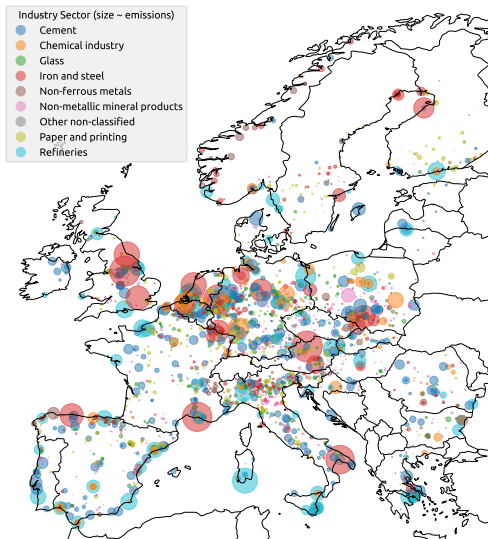 Industry Sector (size ~ emissions)
Cement
Chemical industry
Glass
Iron and steel
Non-ferrous metals
Non-metallic mineral products
Other non-classified
Paper and printing
Refineries